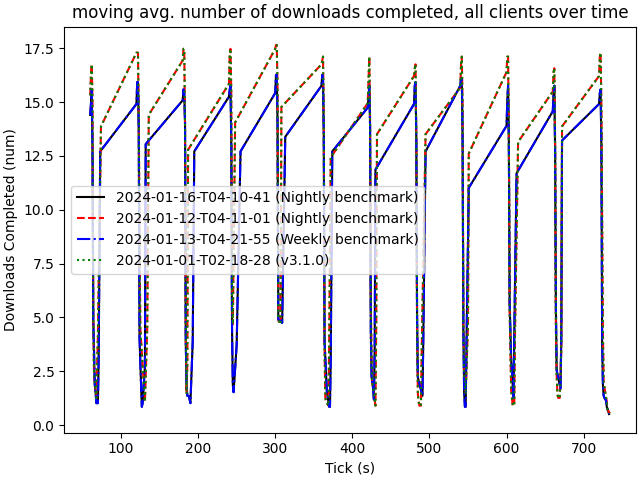 moving avg. number of downloads completed, all clients over time
Downloads Completed (num)
17.5
15.0
12.5
10.0
7.5
5.0
2.5
0.0
2024-01-16-T04-10-41 (Nightly benchmark)
2024-01-12-T04-11-01 (Nightly benchmark)
2024-01-13-T04-21-55 (Weekly benchmark)
2024-01-01-T02-18-28 (v3.1.0)
100 200 300 400 500 600 700
Tick (s)